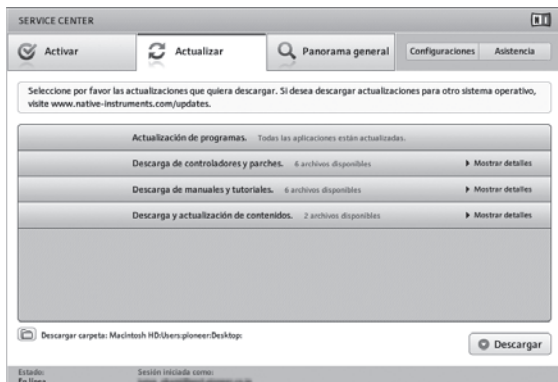 SERVICE CENTER
Activar
Actualizar
Panorama general
Configuraciones
Asistencia
Seleccione por favor las actualizaciones que quiera descargar. Si desea descargar actualizaciones para otro sistema operativo,
visite www.native-instruments.com/updates.
Actualización de programas. Todas las aplicaciones están actualizadas.
Descarga de controladores y parches. 6 archivos disponibles Mostrar detalles
Descarga de manuales y tutoriales. 6 archivos disponibles Mostrar detalles
Descarga y actualización de contenidos. 2 archivos disponibles Mostrar detalles
Descargar carpeta: Macintosh HD:Users:pioneer:Desktop:
Descargar
Estado:
Sesión iniciada como:
En línea